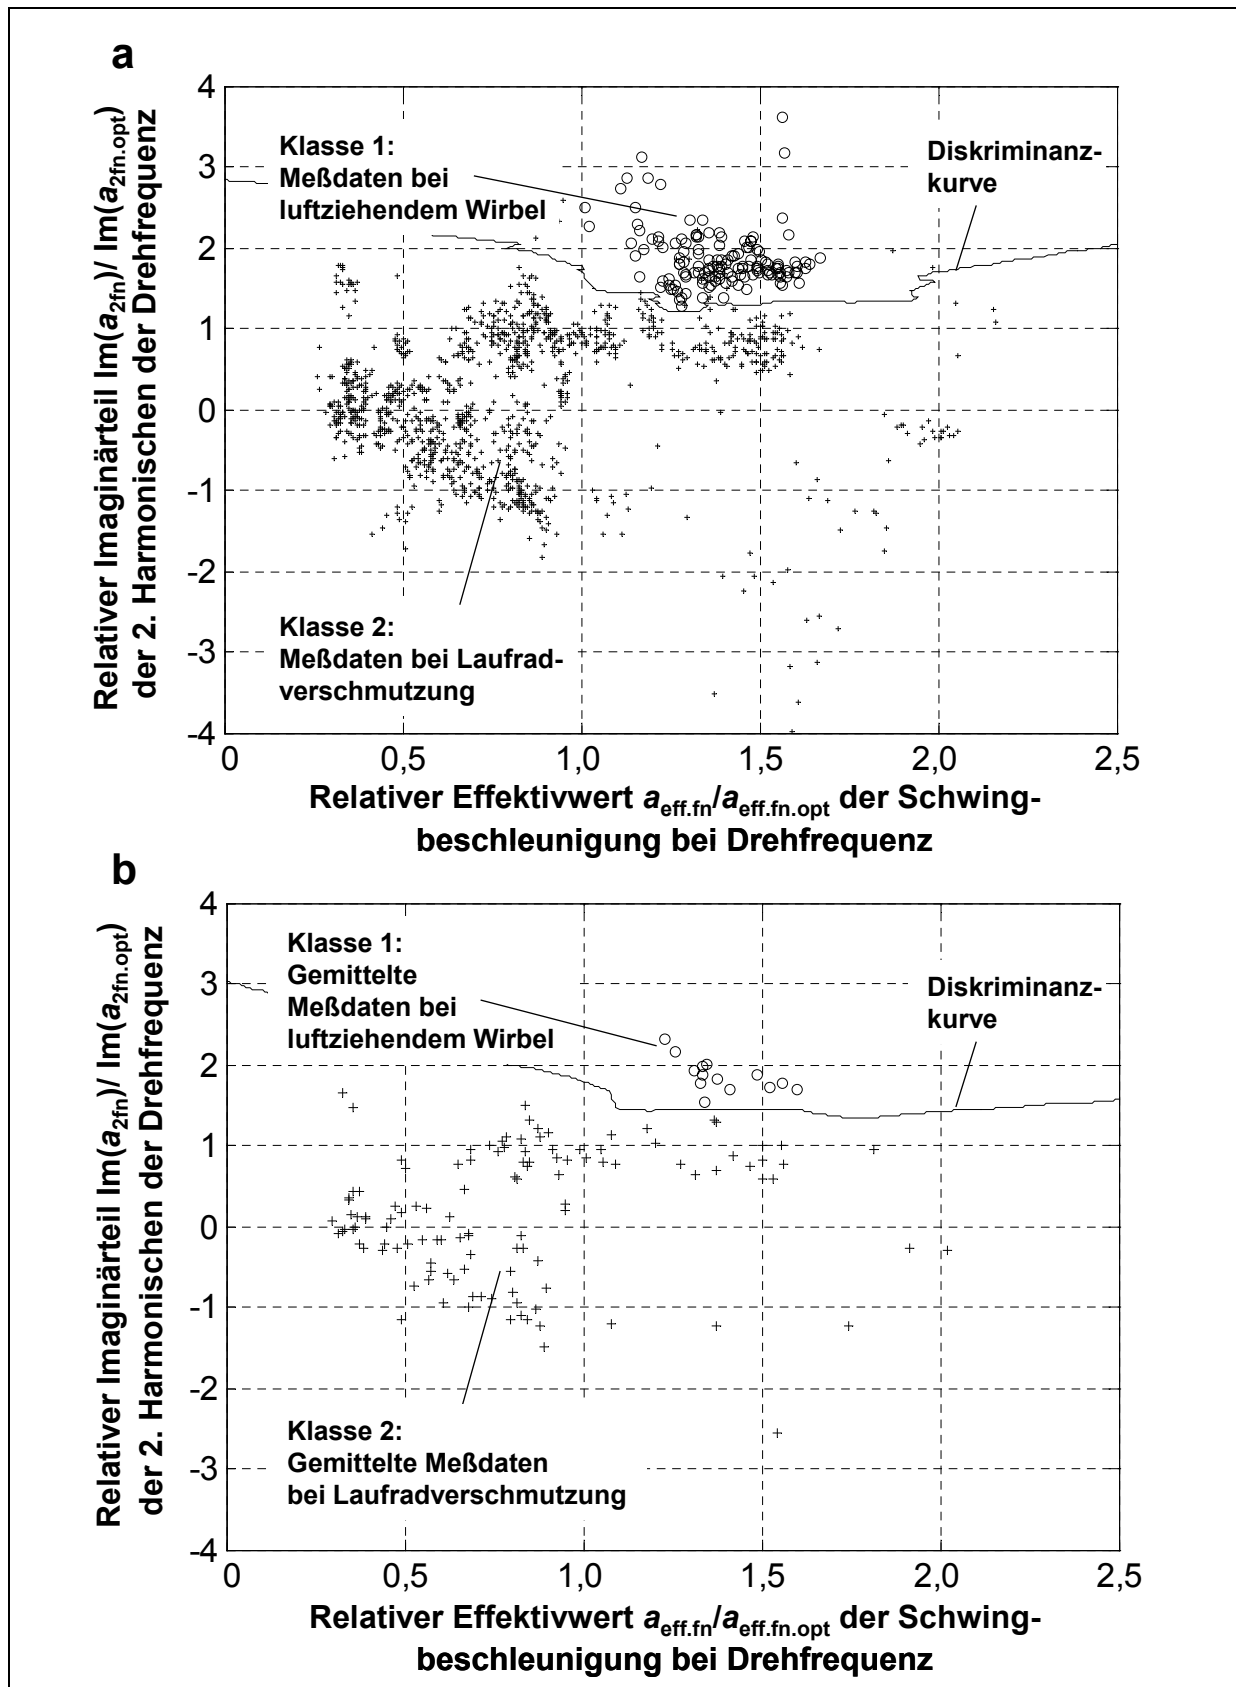 a
Relativer Imaginärteil Im(a2fn)/ Im(a2fn.opt)
der 2. Harmonischen der Drehfrequenz
4
3
2
1
0
-1
-2
-3
-4
Klasse 1:
Meßdaten bei
luftziehendem Wirbel
Diskriminanz-
kurve
Klasse 2:
Meßdaten bei Laufrad-
verschmutzung
0 0,5 1,0 1,5 2,0 2,5
Relativer Effektivwert aeff.fn/aeff.fn.opt der Schwing-
beschleunigung bei Drehfrequenz
b
Relativer Imaginärteil Im(a2fn)/ Im(a2fn.opt)
der 2. Harmonischen der Drehfrequenz
4
3
2
1
0
-1
-2
-3
-4
Klasse 1:
Gemittelte
Meßdaten bei
luftziehendem Wirbel
Diskriminanz-
kurve
Klasse 2:
Gemittelte Meßdaten
bei Laufradverschmutzung
0 0,5 1,0 1,5 2,0 2,5
Relativer Effektivwert aeff.fn/aeff.fn.opt der Schwing-
beschleunigung bei Drehfrequenz